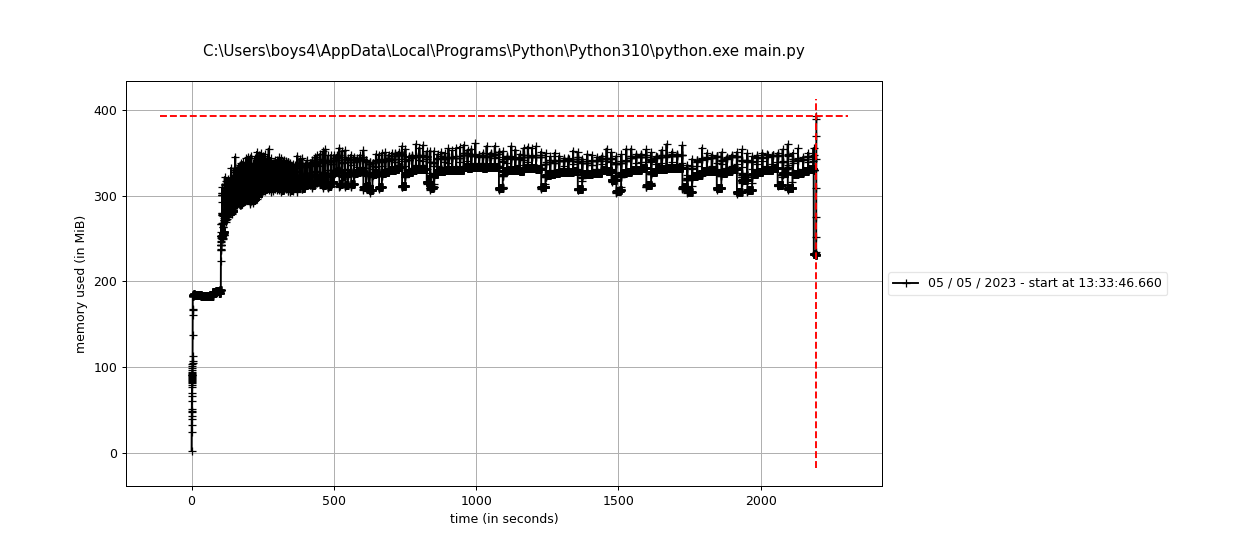 C:\Users\boys4\AppData\Local\Programs\Python\Python310\python.exe main.py
400
300
200
100
0
memory used (in MiB)
0 500 1000 1500 2000
time (in seconds)
05 / 05 / 2023 - start at 13:33:46.660